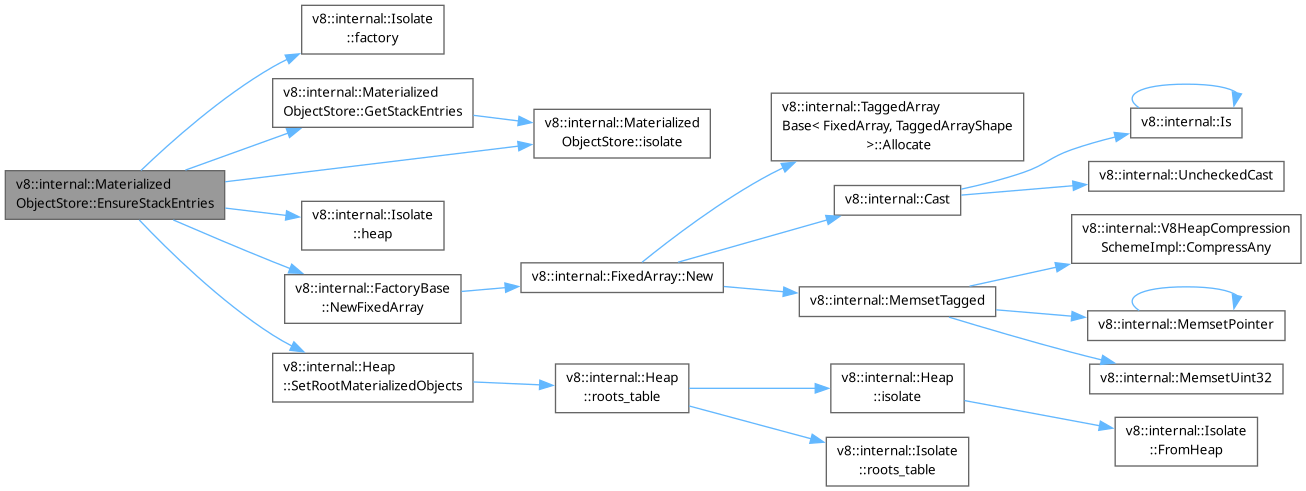 v8::internal::Materialized
ObjectStore::EnsureStackEntries
v8::internal::Isolate
::factory
v8::internal::Materialized
ObjectStore::GetStackEntries
v8::internal::Materialized
ObjectStore::isolate
v8::internal::Isolate
::heap
v8::internal::FactoryBase
::NewFixedArray
v8::internal::Heap
::SetRootMaterializedObjects
v8::internal::FixedArray::New
v8::internal::TaggedArray
Base< FixedArray, TaggedArrayShape
>::Allocate
v8::internal::Cast
v8::internal::Is
v8::internal::UncheckedCast
v8::internal::MemsetTagged
v8::internal::V8HeapCompression
SchemeImpl::CompressAny
v8::internal::MemsetPointer
v8::internal::MemsetUint32
v8::internal::Heap
::roots_table
v8::internal::Heap
::isolate
v8::internal::Isolate
::FromHeap
v8::internal::Isolate
::roots_table